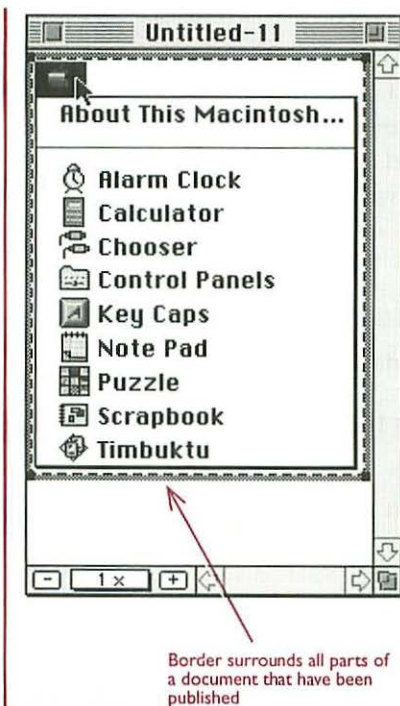 Untitled-11
About This Macintosh...
Alarm Clock
Calculator
Chooser
Control Panels
Key Caps
Note Pad
Puzzle
Scrapbook
Timbuktu
- 1 x +
Border surrounds all parts of
a document that have been
published